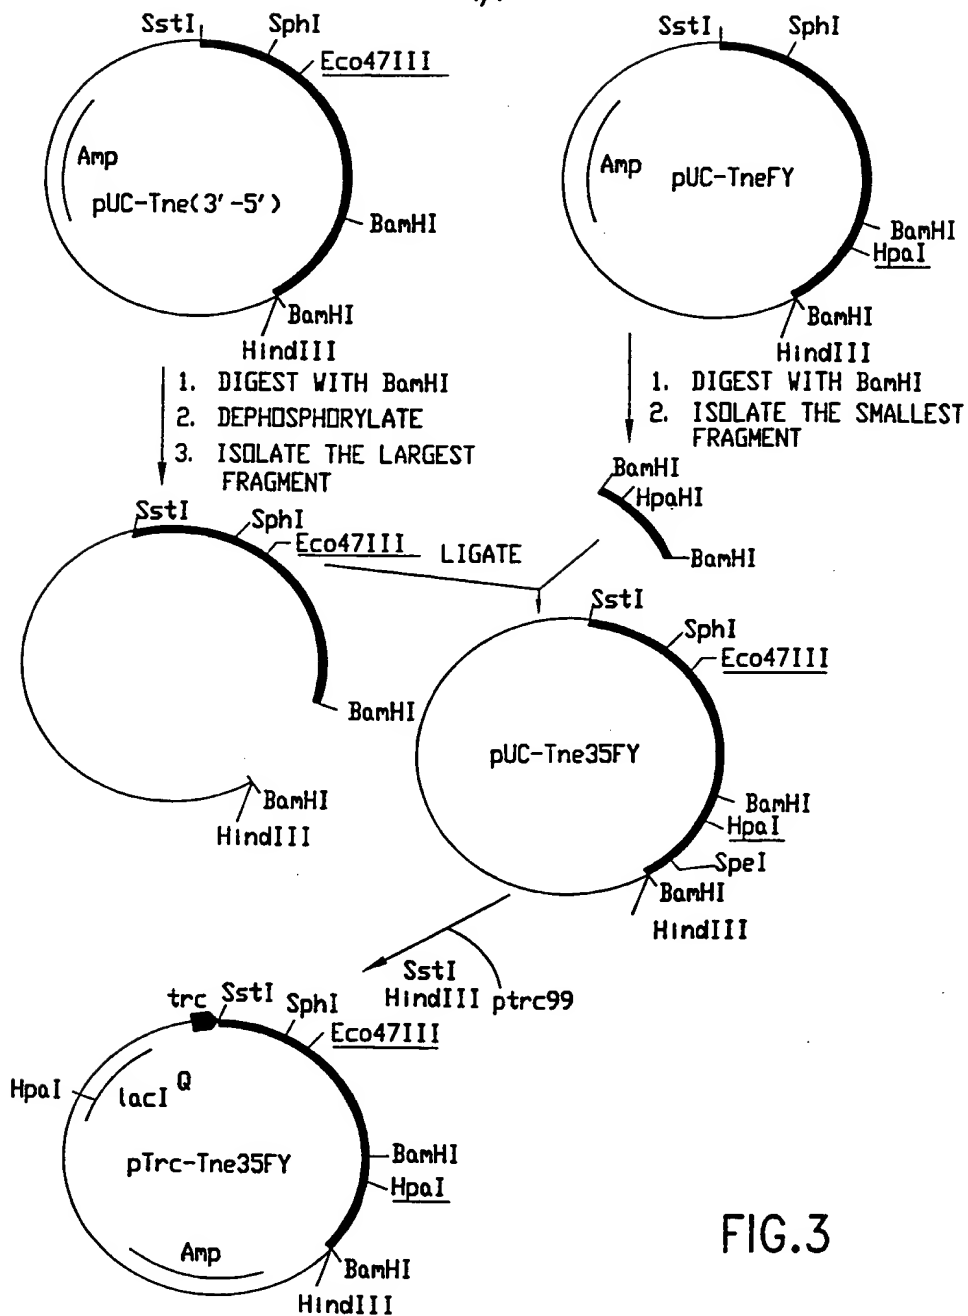 SstI
SphI
Eco47III
Amp
pUC-Tne(3'-5')
BamHI
BamHI
HindIII
SstI
SphI
Amp
pUC-TneFY
BamHI
HpaI
BamHI
HindIII
1. DIGEST WITH BamHI
2. DEPHOSPHORYLATE
3. ISOLATE THE LARGEST
FRAGMENT
1. DIGEST WITH BamHI
2. ISOLATE THE SMALLEST
FRAGMENT
BamHI
HpaHI
BamHI
SstI
SphI
Eco47III
LIGATE
BamHI
BamHI
HindIII
SstI
SphI
Eco47III
pUC-Tne35FY
BamHI
HpaI
SpeI
BamHI
HindIII
SstI
HindIII ptrc99
trc
SstI
SphI
Eco47III
HpaI
lacI Q
pTrc-Tne35FY
BamHI
HpaI
Amp
BamHI
HindIII
FIG.3